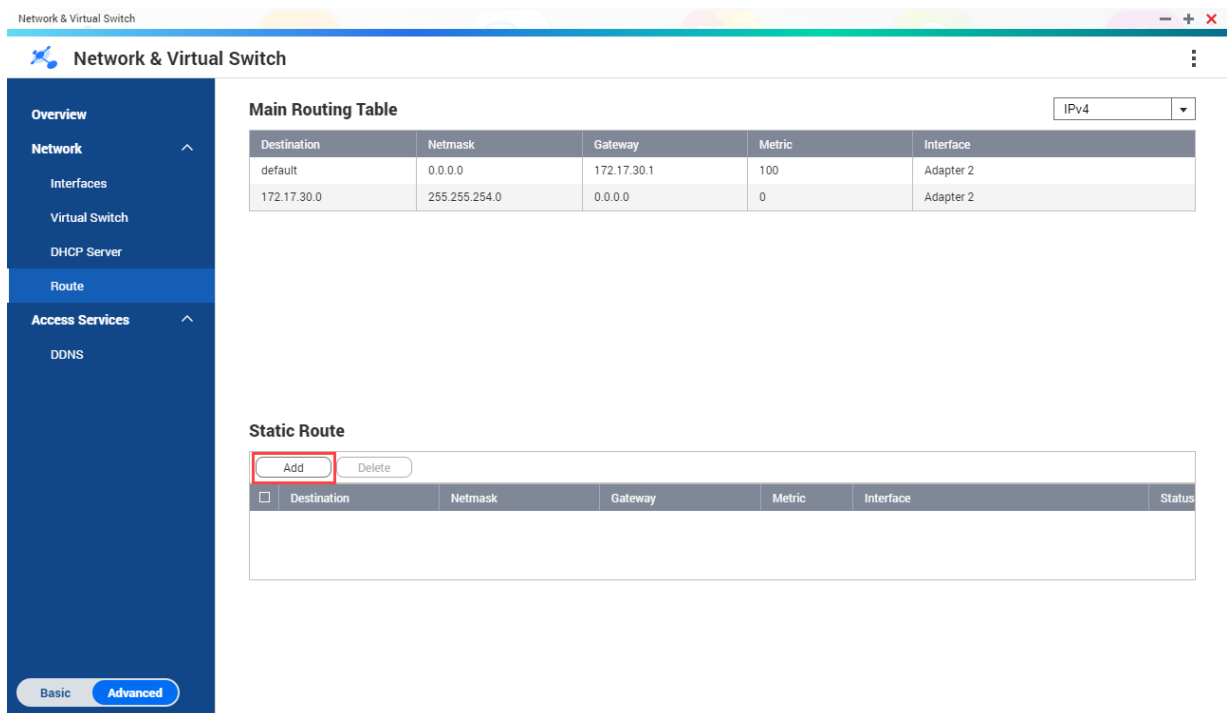 Network & Virtual Switch
Network & Virtual Switch
Overview
Network
Interfaces
Virtual Switch
DHCP Server
Route
Access Services
DDNS
Basic Advanced
Main Routing Table IPv4
Destination Netmask Gateway Metric Interface
default 0.0.0.0 172.17.30.1 100 Adapter 2
172.17.30.0 255.255.254.0 0.0.0.0 0 Adapter 2
Static Route
Add Delete
Destination Netmask Gateway Metric Interface Status